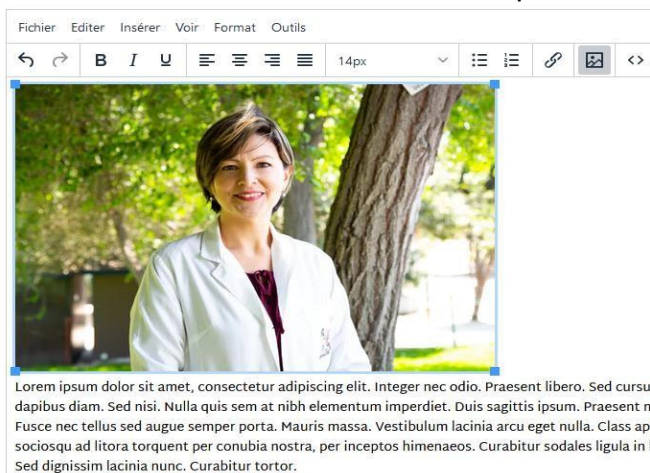 Fichier Editer Insérer Voir Format Outils
B I U 14px
Lorem ipsum dolor sit amet, consectetur adipiscing elit. Integer nec odio. Praesent libero. Sed cursu
dapibus diam. Sed nisi. Nulla quis sem at nibh elementum imperdiet. Duis sagittis ipsum. Praesent m
Fusce nec tellus sed augue semper porta. Mauris massa. Vestibulum lacinia arcu eget nulla. Class ap
sociosqu ad litora torquent per conubia nostra, per inceptos himenaeos. Curabitur sodales ligula in
Sed dignissim lacinia nunc. Curabitur tortor.